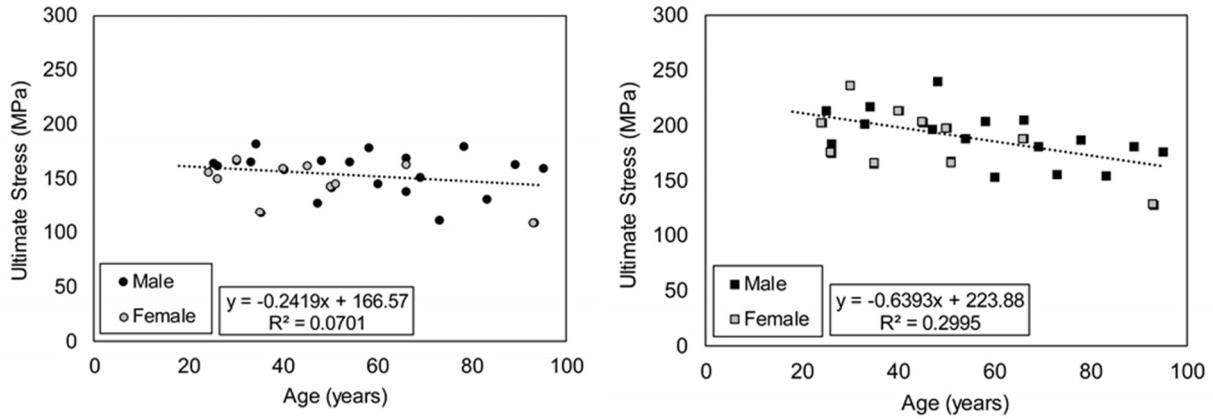 300
250
200
150
100
50
0
Ultimate Stress (MPa)
Male
Female
y = -0.2419x + 166.57
R² = 0.0701
0 20 40 60 80 100
Age (years)
300
250
200
150
100
50
0
Ultimate Stress (MPa)
Male
Female
y = -0.6393x + 223.88
R² = 0.2995
0 20 40 60 80 100
Age (years)